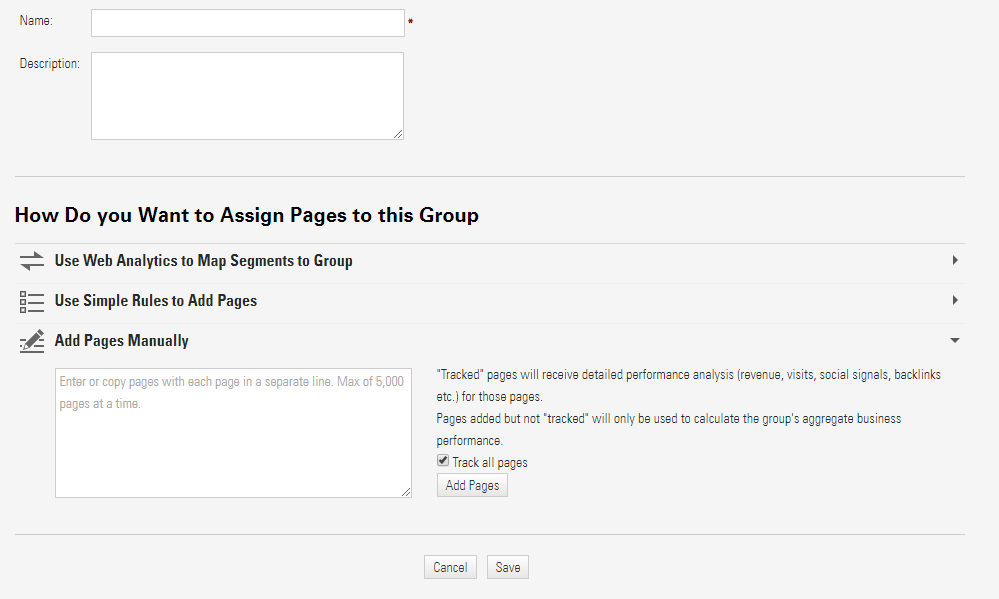 Name:
*
Description:
How Do you Want to Assign Pages to this Group
Use Web Analytics to Map Segments to Group
Use Simple Rules to Add Pages
Add Pages Manually
Enter or copy pages with each page in a separate line. Max of 5,000
pages at a time.
"Tracked" pages will receive detailed performance analysis (revenue, visits, social signals, backlinks
etc.) for those pages.
Pages added but not "tracked" will only be used to calculate the group's aggregate business
performance.
Track all pages
Add Pages
Cancel
Save